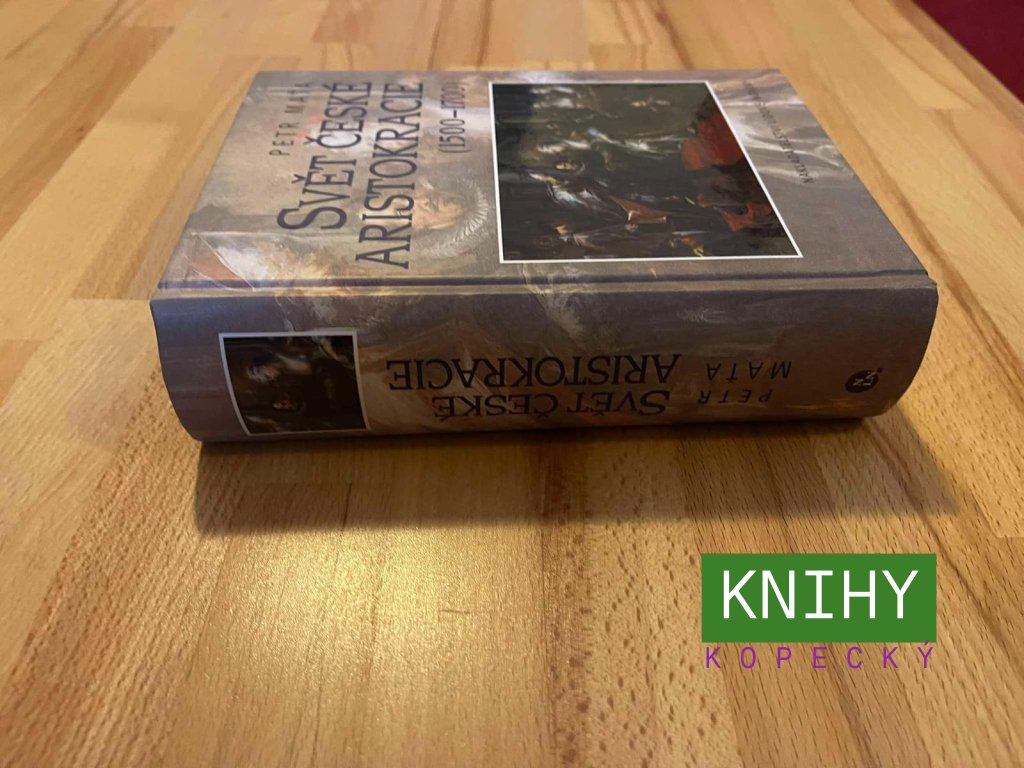 PETR MAŤA
SVĚT ČESKÉ
ARISTOKRACIE
(1500–1700)
PETR
MAŤA
SVĚT ČESKÉ
ARISTOKRACIE
KNIHY
KOPECKÝ